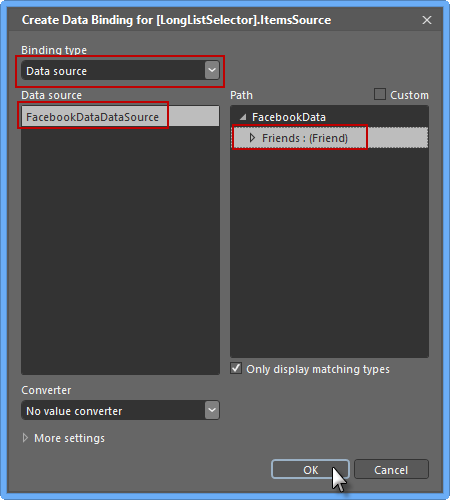 Create Data Binding for [LongListSelector].ItemsSource
Binding type
Data source
Data source
FacebookDataDataSource
Path
Custom
FacebookData
Friends : (Friend)
Only display matching types
Converter
No value converter
More settings
OK
Cancel